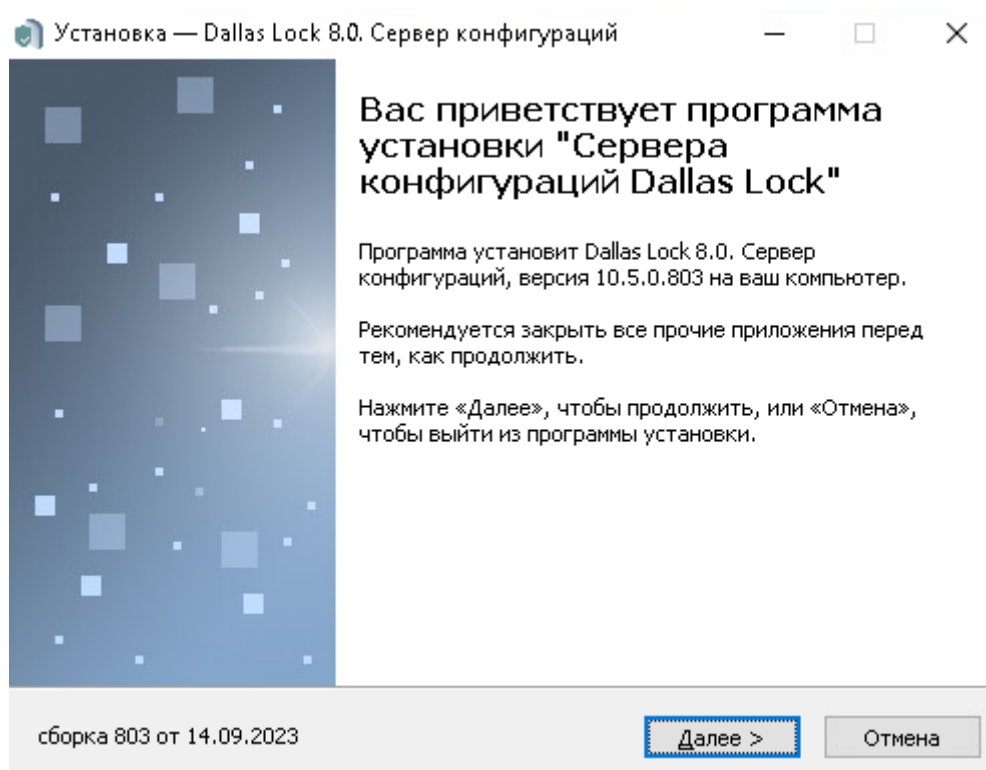 Установка — Dallas Lock 8.0. Сервер конфигураций
Вас приветствует программа
установки "Сервера
конфигураций Dallas Lock"
Программа установит Dallas Lock 8.0. Сервер
конфигураций, версия 10.5.0.803 на ваш компьютер.
Рекомендуется закрыть все прочие приложения перед
тем, как продолжить.
Нажмите «Далее», чтобы продолжить, или «Отмена»,
чтобы выйти из программы установки.
сборка 803 от 14.09.2023
Далее >
Отмена